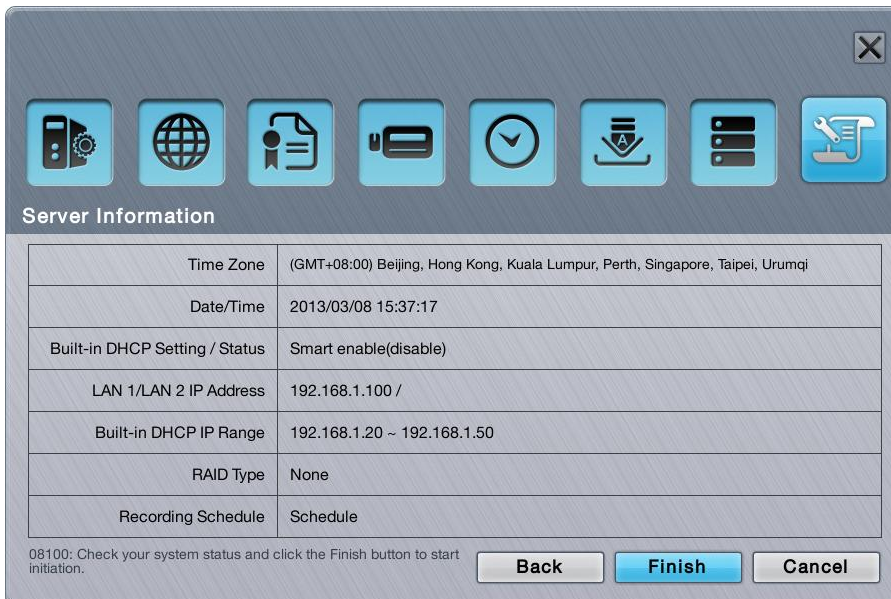 A
Server Information
Time Zone (GMT+08:00) Beijing, Hong Kong, Kuala Lumpur, Perth, Singapore, Taipei, Urumqi
Date/Time 2013/03/08 15:37:17
Built-in DHCP Setting / Status Smart enable(disable)
LAN 1/LAN 2 IP Address 192.168.1.100 /
Built-in DHCP IP Range 192.168.1.20 ~ 192.168.1.50
RAID Type None
Recording Schedule Schedule
08100: Check your system status and click the Finish button to start
initiation.
Back Finish Cancel